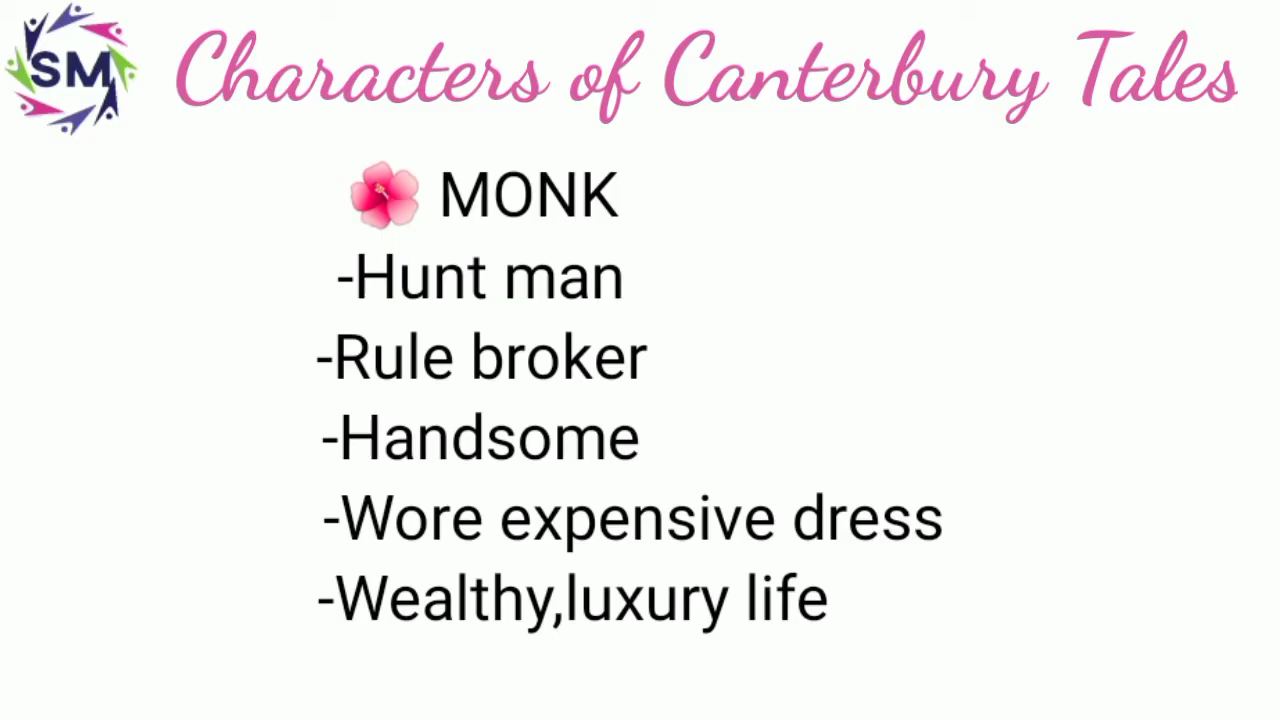 SM
Characters of Canterbury Tales
🌺 MONK
-Hunt man
-Rule broker
-Handsome
-Wore expensive dress
-Wealthy,luxury life